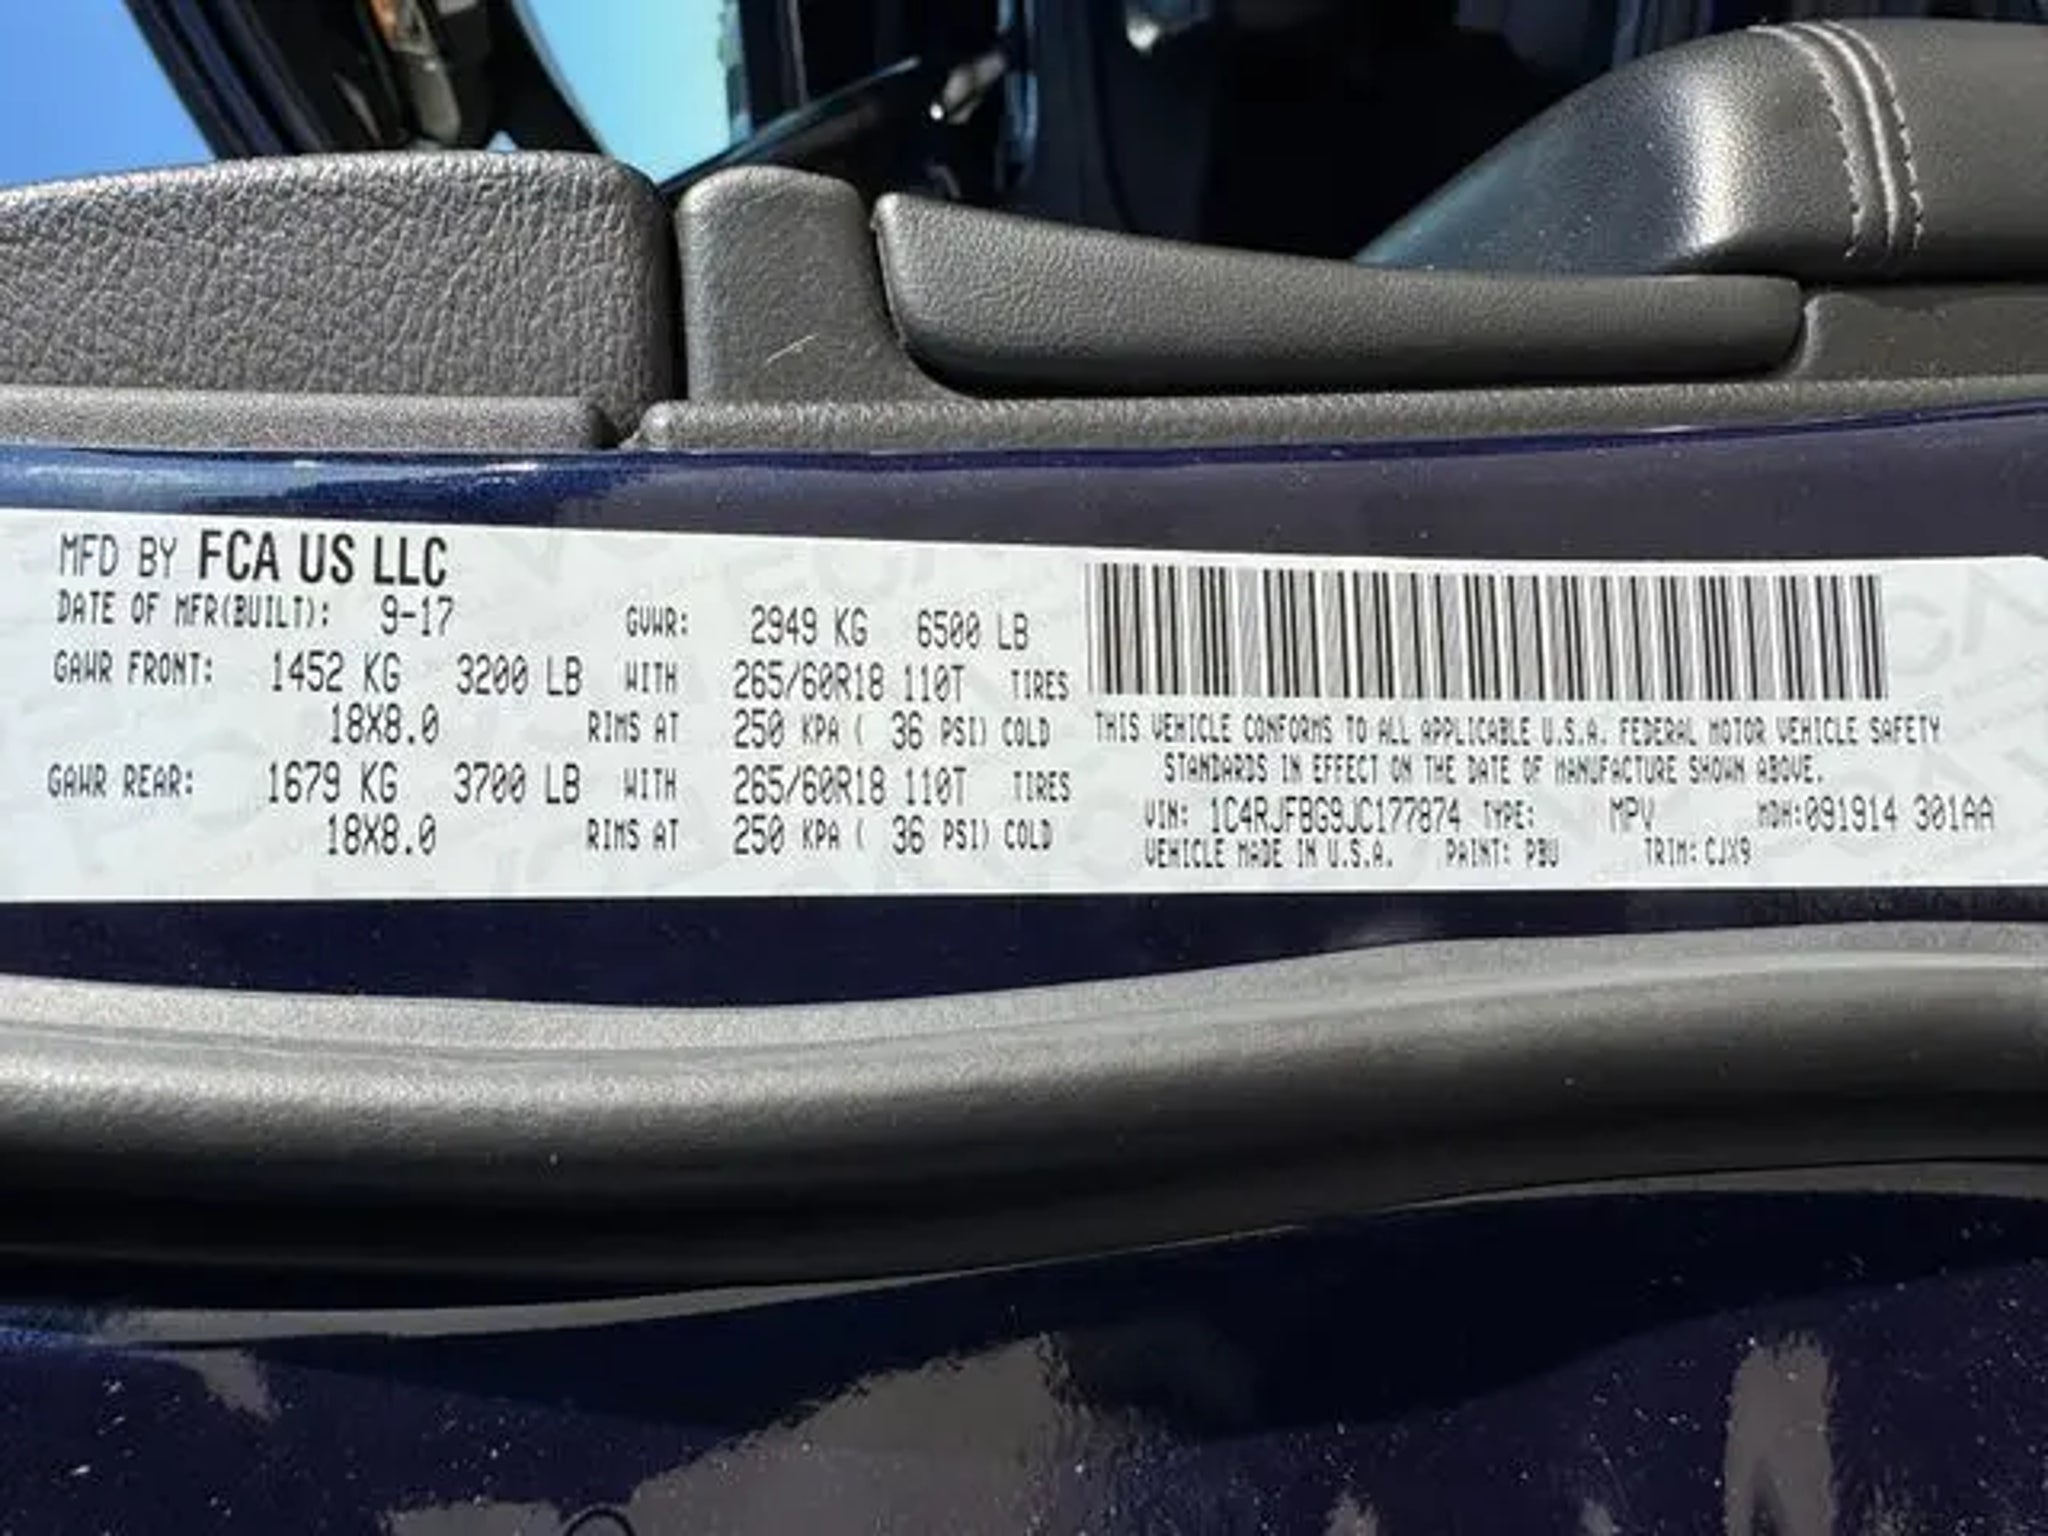 MFD BY FCA US LLC
DATE OF MFR(BUILT): 9-17 GVWR: 2949 KG 6500 LB
GAWR FRONT: 1452 KG 3200 LB WITH 265/60R18 110T TIRES
18X8.0 RIMS AT 250 KPA ( 36 PSI) COLD
GAWR REAR: 1679 KG 3700 LB WITH 265/60R18 110T TIRES
18X8.0 RIMS AT 250 KPA ( 36 PSI) COLD
THIS VEHICLE CONFORMS TO ALL APPLICABLE U.S.A. FEDERAL MOTOR VEHICLE SAFETY
STANDARDS IN EFFECT ON THE DATE OF MANUFACTURE SHOWN ABOVE.
VIN: 1C4RJFBG9JC177874 TYPE: MPV MDH:091914 301AA
VEHICLE MADE IN U.S.A. PAINT: PBU TRIM: CJX9